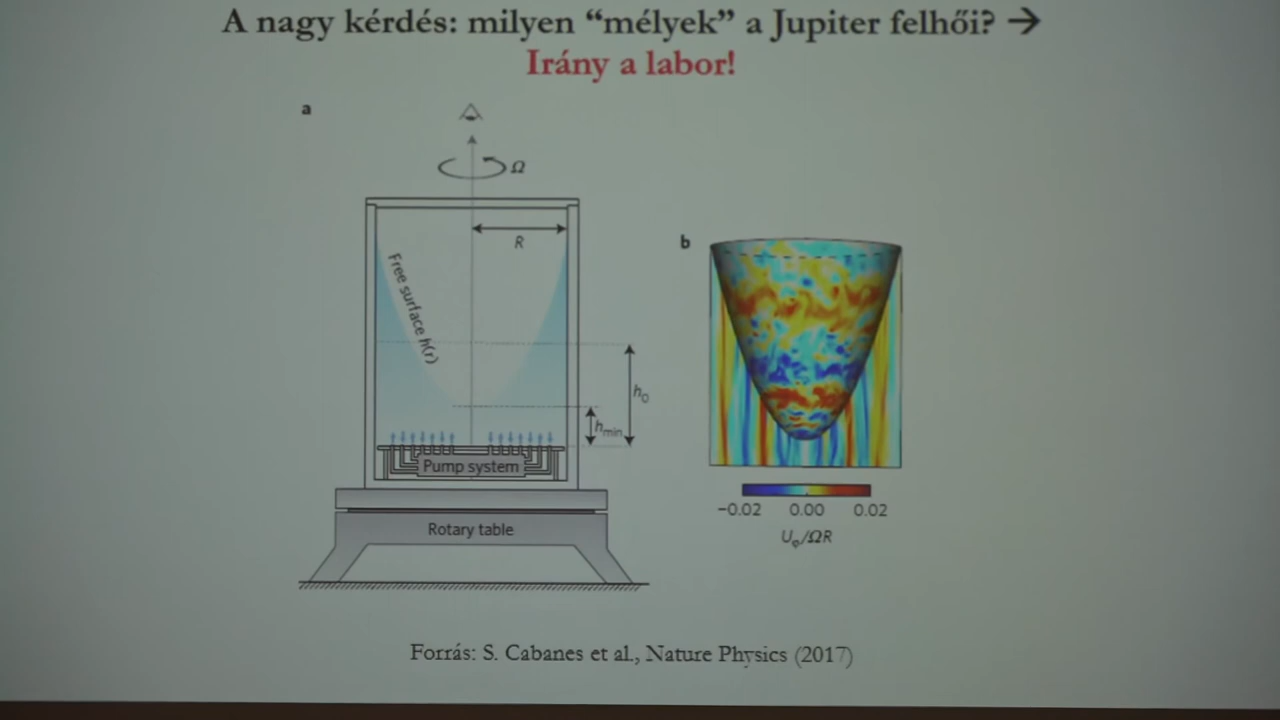 A nagy kérdés: milyen “mélyek” a Jupiter felhői? →
Irány a labor!
a
Ω
R
Free surface h(r)
h₀
hmin
Pump system
Rotary table
b
−0.02 0.00 0.02
Uφ/ΩR
Forrás: S. Cabanes et al., Nature Physics (2017)